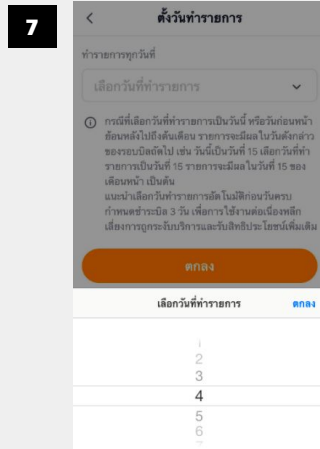 7
ตั้งวันทำรายการ
ทำรายการทุกวันที่
เลือกวันที่ทำรายการ
กรณีที่เลือกวันที่ทำรายการเป็นวันนี้ หรือวันก่อนหน้า
ย้อนหลังไปถึงต้นเดือน รายการจะมีผลในวันดังกล่าว
ของรอบบิลถัดไป เช่น วันนี้เป็นวันที่ 15 เลือกวันที่ทำ
รายการเป็นวันที่ 15 รายการจะมีผลในวันที่ 15 ของ
เดือนหน้า เป็นต้น
แนะนำเลือกวันทำรายการอัตโนมัติก่อนวันครบ
กำหนดชำระบิล 3 วัน เพื่อการใช้งานต่อเนื่องหลีก
เลี่ยงการถูกระงับบริการและรับสิทธิประโยชน์เพิ่มเติม
ตกลง
เลือกวันที่ทำรายการ ตกลง
1
2
3
4
5
6
7